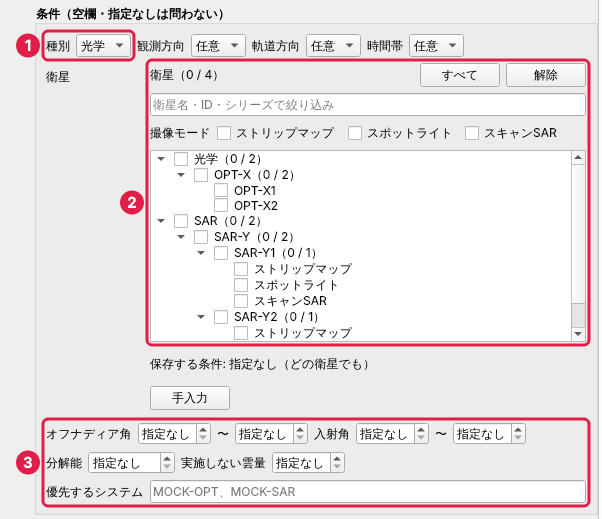 条件（空欄・指定なしは問わない）
1 種別 光学 観測方向 任意 軌道方向 任意 時間帯 任意
衛星 衛星（0 / 4） すべて 解除
衛星名・ID・シリーズで絞り込み
撮像モード ストリップマップ スポットライト スキャンSAR
光学（0 / 2）
OPT-X（0 / 2）
OPT-X1
2 OPT-X2
SAR（0 / 2）
SAR-Y（0 / 2）
SAR-Y1（0 / 1）
ストリップマップ
スポットライト
スキャンSAR
SAR-Y2（0 / 1）
ストリップマップ
保存する条件: 指定なし（どの衛星でも）
手入力
オフナディア角 指定なし 〜 指定なし 入射角 指定なし 〜 指定なし
3 分解能 指定なし 実施しない雲量 指定なし
優先するシステム MOCK-OPT、MOCK-SAR